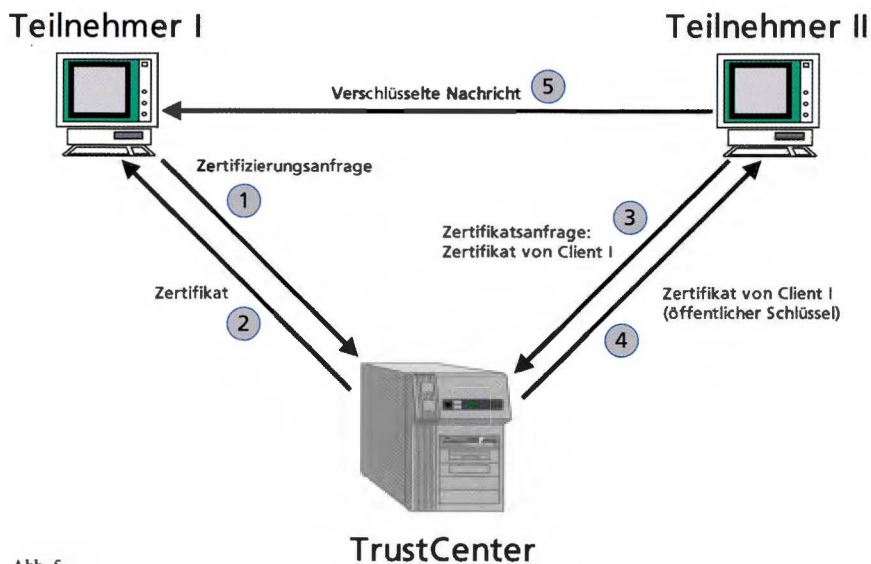 Teilnehmer I
Teilnehmer II
Verschlüsselte Nachricht 5
Zertifizierungsanfrage
1
3
Zertifikatsanfrage:
Zertifikat von Client I
Zertifikat
2
Zertifikat von Client I
(öffentlicher Schlüssel)
4
TrustCenter